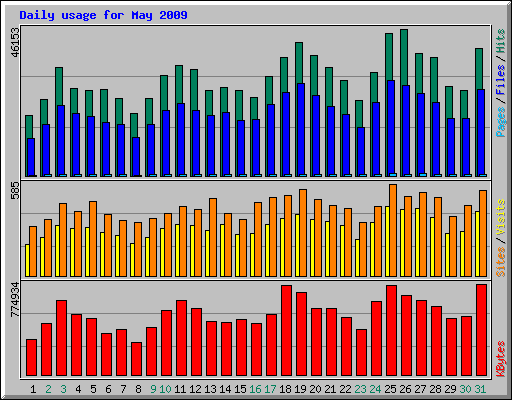 Daily usage for May 2009
46153
Pages / Files / Hits
585
Sites / Visits
774934
KBytes
1 2 3 4 5 6 7 8 9 10 11 12 13 14 15 16 17 18 19 20 21 22 23 24 25 26 27 28 29 30 31